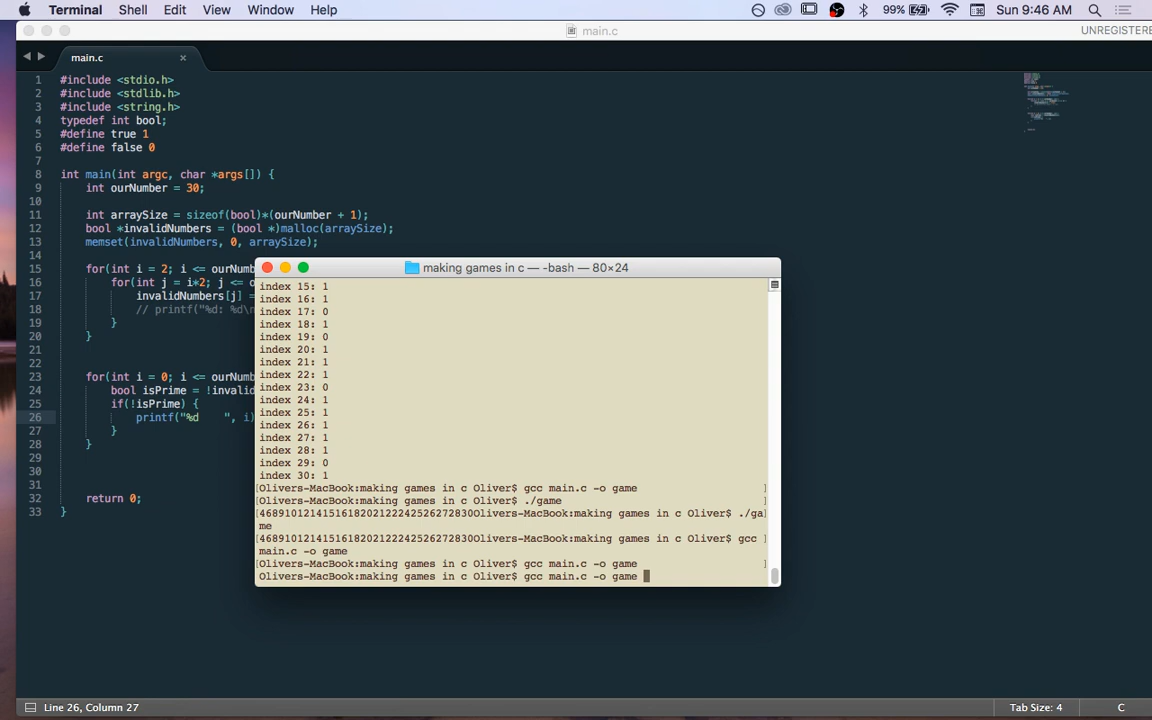 Terminal Shell Edit View Window Help 99% Sun 9:46 AM
main.c UNREGISTERE
main.c ×
1 #include <stdio.h>
2 #include <stdlib.h>
3 #include <string.h>
4 typedef int bool;
5 #define true 1
6 #define false 0
7
8 int main(int argc, char *args[]) {
9 int ourNumber = 30;
10
11 int arraySize = sizeof(bool)*(ourNumber + 1);
12 bool *invalidNumbers = (bool *)malloc(arraySize);
13 memset(invalidNumbers, 0, arraySize);
14
15 for(int i = 2; i <= ourNumb
16 for(int j = i*2; j <= o
17 invalidNumbers[j] =
18 // printf("%d: %d\n
19 }
20 }
21
22
23 for(int i = 0; i <= ourNumb
24 bool isPrime = !invalid
25 if(!isPrime) {
26 printf("%d    ", i)
27 }
28 }
29
30
31
32 return 0;
33 }
making games in c — -bash — 80×24
index 15: 1
index 16: 1
index 17: 0
index 18: 1
index 19: 0
index 20: 1
index 21: 1
index 22: 1
index 23: 0
index 24: 1
index 25: 1
index 26: 1
index 27: 1
index 28: 1
index 29: 0
index 30: 1
[Olivers-MacBook:making games in c Oliver$ gcc main.c -o game ]
[Olivers-MacBook:making games in c Oliver$ ./game ]
[4689101214151618202122242526272830Olivers-MacBook:making games in c Oliver$ ./ga]
me
[4689101214151618202122242526272830Olivers-MacBook:making games in c Oliver$ gcc ]
main.c -o game
[Olivers-MacBook:making games in c Oliver$ gcc main.c -o game ]
Olivers-MacBook:making games in c Oliver$ gcc main.c -o game
Line 26, Column 27 Tab Size: 4 C